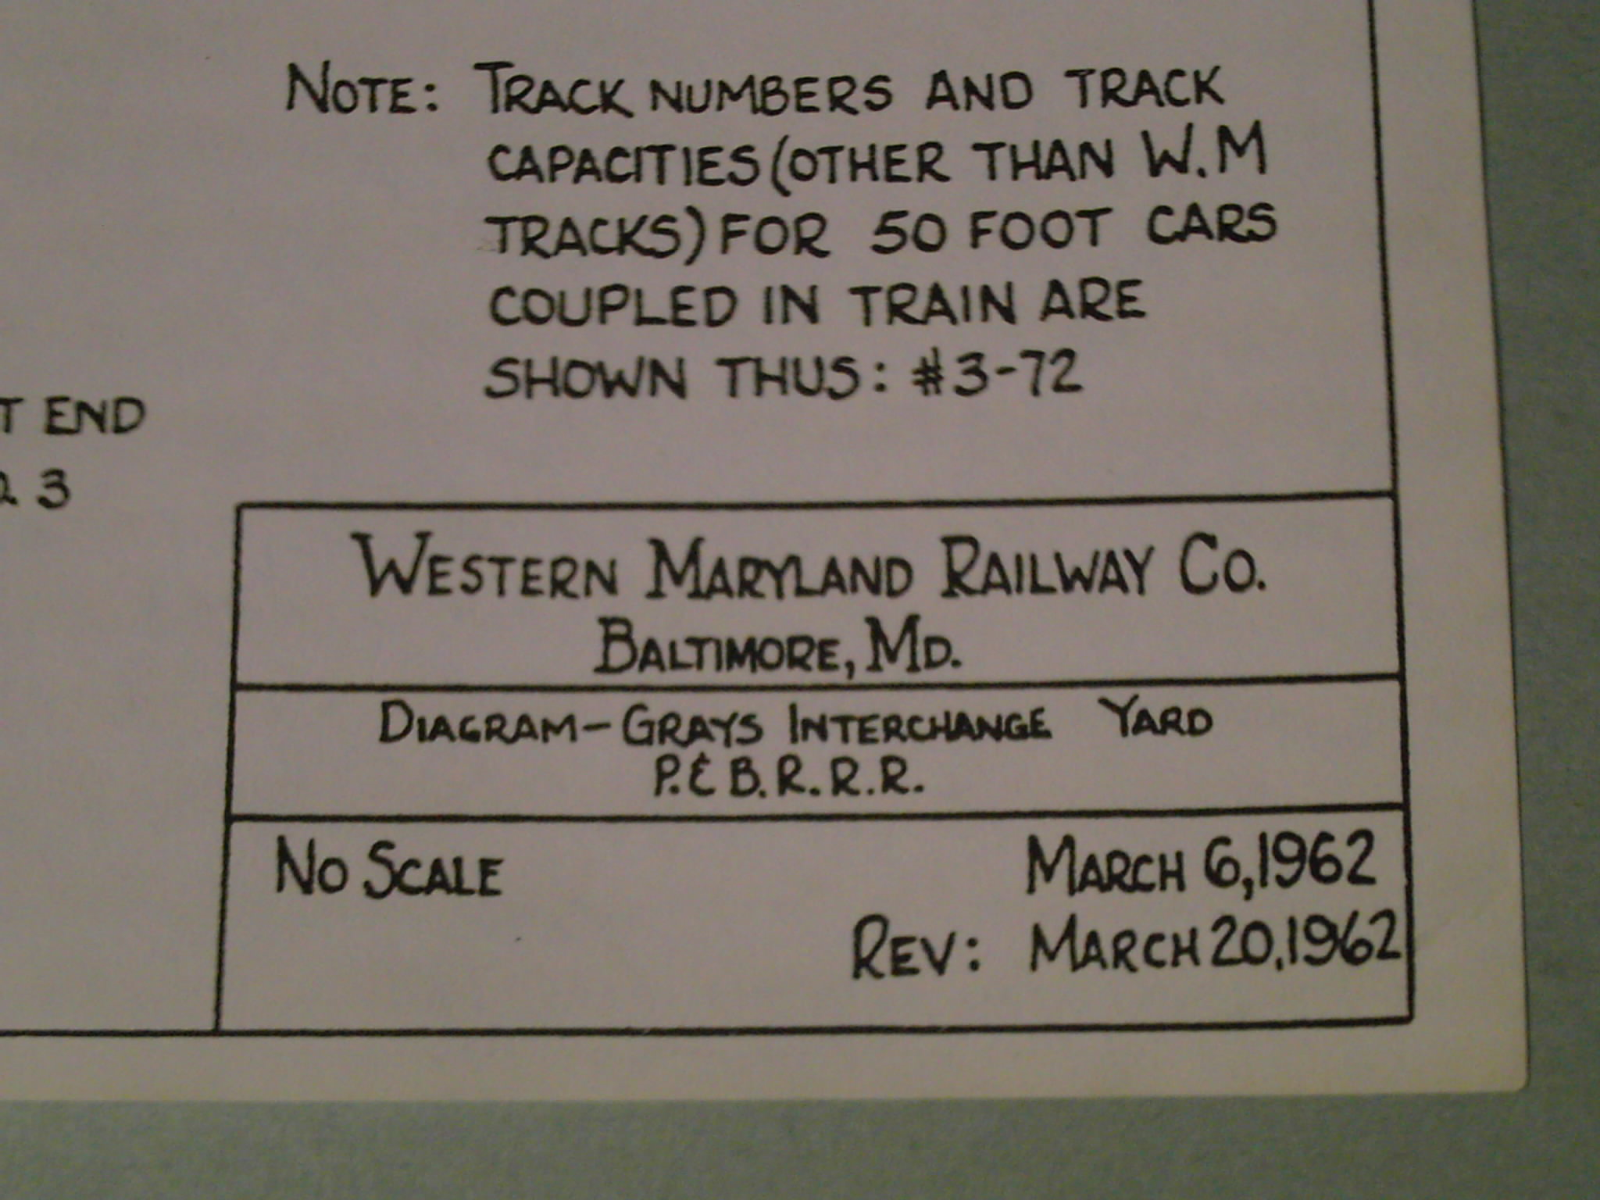 NOTE: TRACK NUMBERS AND TRACK
CAPACITIES (OTHER THAN W.M
TRACKS) FOR 50 FOOT CARS
COUPLED IN TRAIN ARE
SHOWN THUS: #3-72
T END
2 3
WESTERN MARYLAND RAILWAY CO.
BALTIMORE, MD.
DIAGRAM-GRAYS INTERCHANGE YARD
P. & B. R. R. R.
NO SCALE
MARCH 6, 1962
REV: MARCH 20, 1962